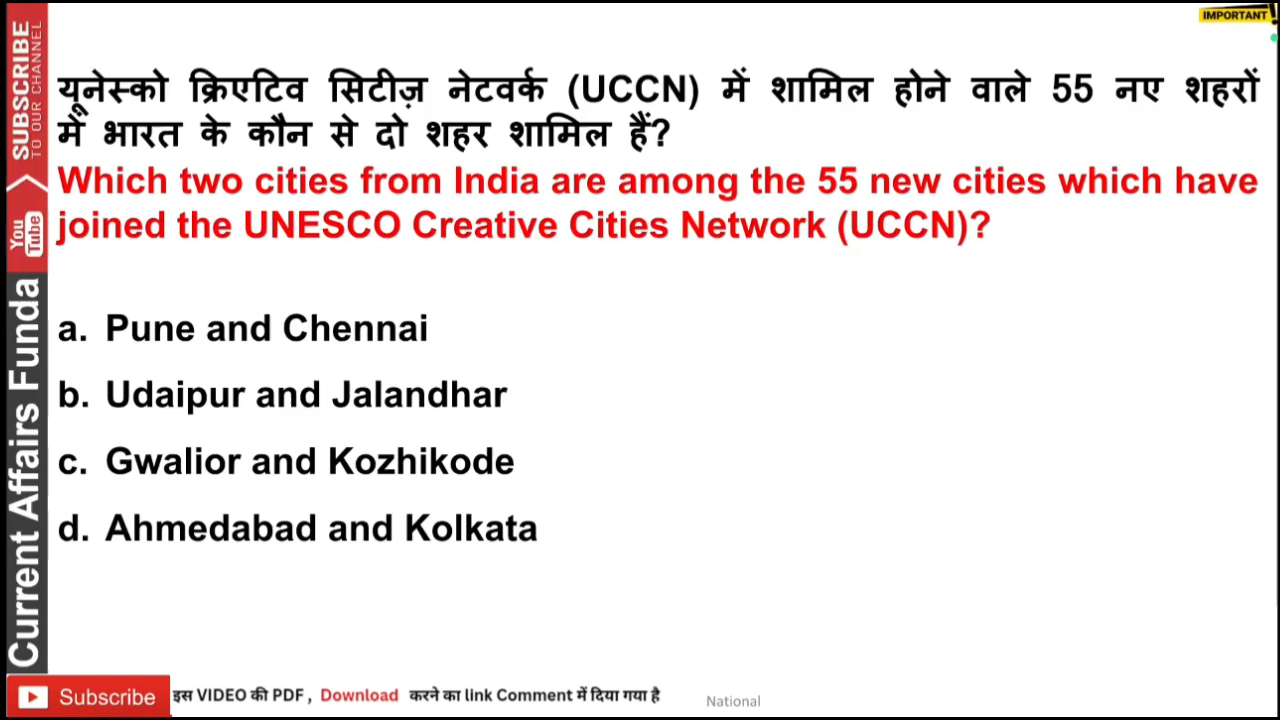 IMPORTANT !
यूनेस्को क्रिएटिव सिटीज़ नेटवर्क (UCCN) में शामिल होने वाले 55 नए शहरों
में भारत के कौन से दो शहर शामिल हैं?
Which two cities from India are among the 55 new cities which have
joined the UNESCO Creative Cities Network (UCCN)?
a. Pune and Chennai
b. Udaipur and Jalandhar
c. Gwalior and Kozhikode
d. Ahmedabad and Kolkata
SUBSCRIBE
TO OUR CHANNEL
You
Tube
Current Affairs Funda
Subscribe
इस VIDEO की PDF , Download करने का link Comment में दिया गया है
National